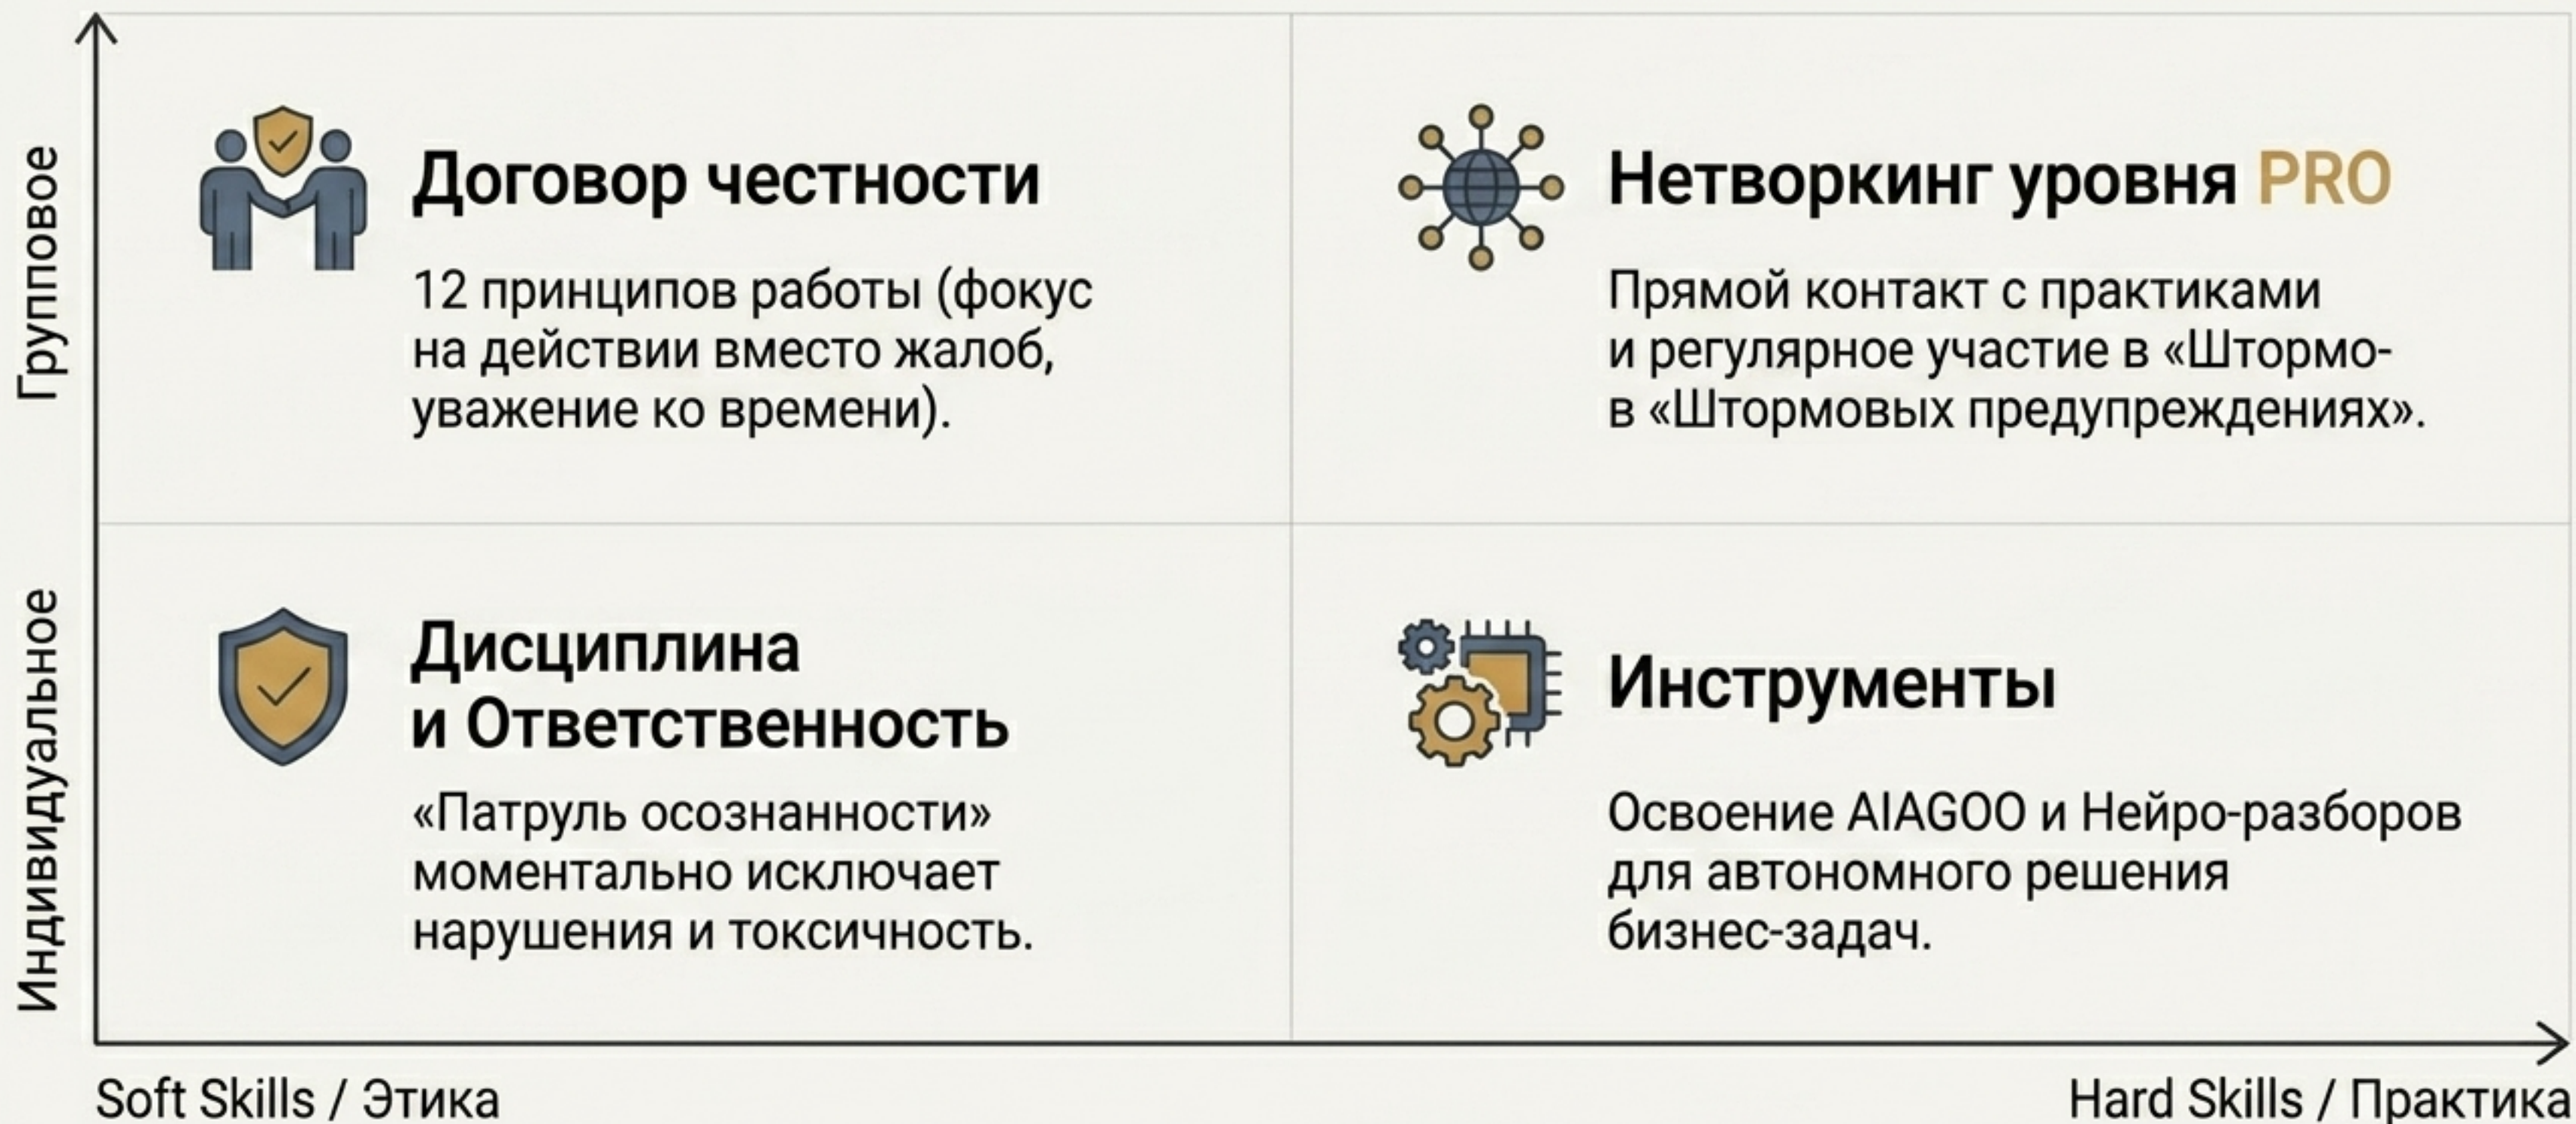 Групповое
Договор честности
12 принципов работы (фокус
на действии вместо жалоб,
уважение ко времени).
Нетворкинг уровня PRO
Прямой контакт с практиками
и регулярное участие в «Штормо-
в «Штормовых предупреждениях».
Индивидуальное
Дисциплина
и Ответственность
«Патруль осознанности»
моментально исключает
нарушения и токсичность.
Инструменты
Освоение AIAGOO и Нейро-разборов
для автономного решения
бизнес-задач.
Soft Skills / Этика
Hard Skills / Практика